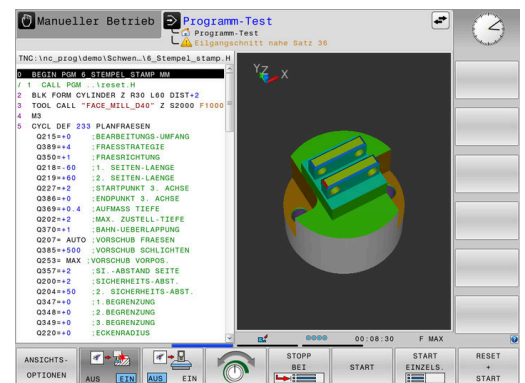 Manueller Betrieb
Programm-Test
Programm-Test
Eilgangschnitt nahe Satz 36
TNC:\nc_prog\demo\Schwen…\6_Stempel_stamp.H
0 BEGIN PGM 6_STEMPEL_STAMP MM
/ 1 CALL PGM ..\reset.H
2 BLK FORM CYLINDER Z R30 L60 DIST+2
3 TOOL CALL "FACE_MILL_D40" Z S2000 F1000
4 M3
5 CYCL DEF 233 PLANFRAESEN
Q215=+0 ;BEARBEITUNGS-UMFANG
Q389=+4 ;FRAESSTRATEGIE
Q350=+1 ;FRAESRICHTUNG
Q218=-60 ;1. SEITEN-LAENGE
Q219=+60 ;2. SEITEN-LAENGE
Q227=+2 ;STARTPUNKT 3. ACHSE
Q386=+0 ;ENDPUNKT 3. ACHSE
Q369=+0.4 ;AUFMASS TIEFE
Q202=+2 ;MAX. ZUSTELL-TIEFE
Q370=+1 ;BAHN-UEBERLAPPUNG
Q207= AUTO ;VORSCHUB FRAESEN
Q385=+500 ;VORSCHUB SCHLICHTEN
Q253= MAX ;VORSCHUB VORPOS.
Q357=+2 ;SI.-ABSTAND SEITE
Q200=+2 ;SICHERHEITS-ABST.
Q204=+50 ;2. SICHERHEITS-ABST.
Q347=+0 ;1.BEGRENZUNG
Q348=+0 ;2.BEGRENZUNG
Q349=+0 ;3.BEGRENZUNG
Q220=+0 ;ECKENRADIUS
Y
Z
X
00:08:30 F MAX
ANSICHTS-
OPTIONEN
AUS EIN
AUS EIN
STOPP
BEI
START
START
EINZELS.
RESET
+
START